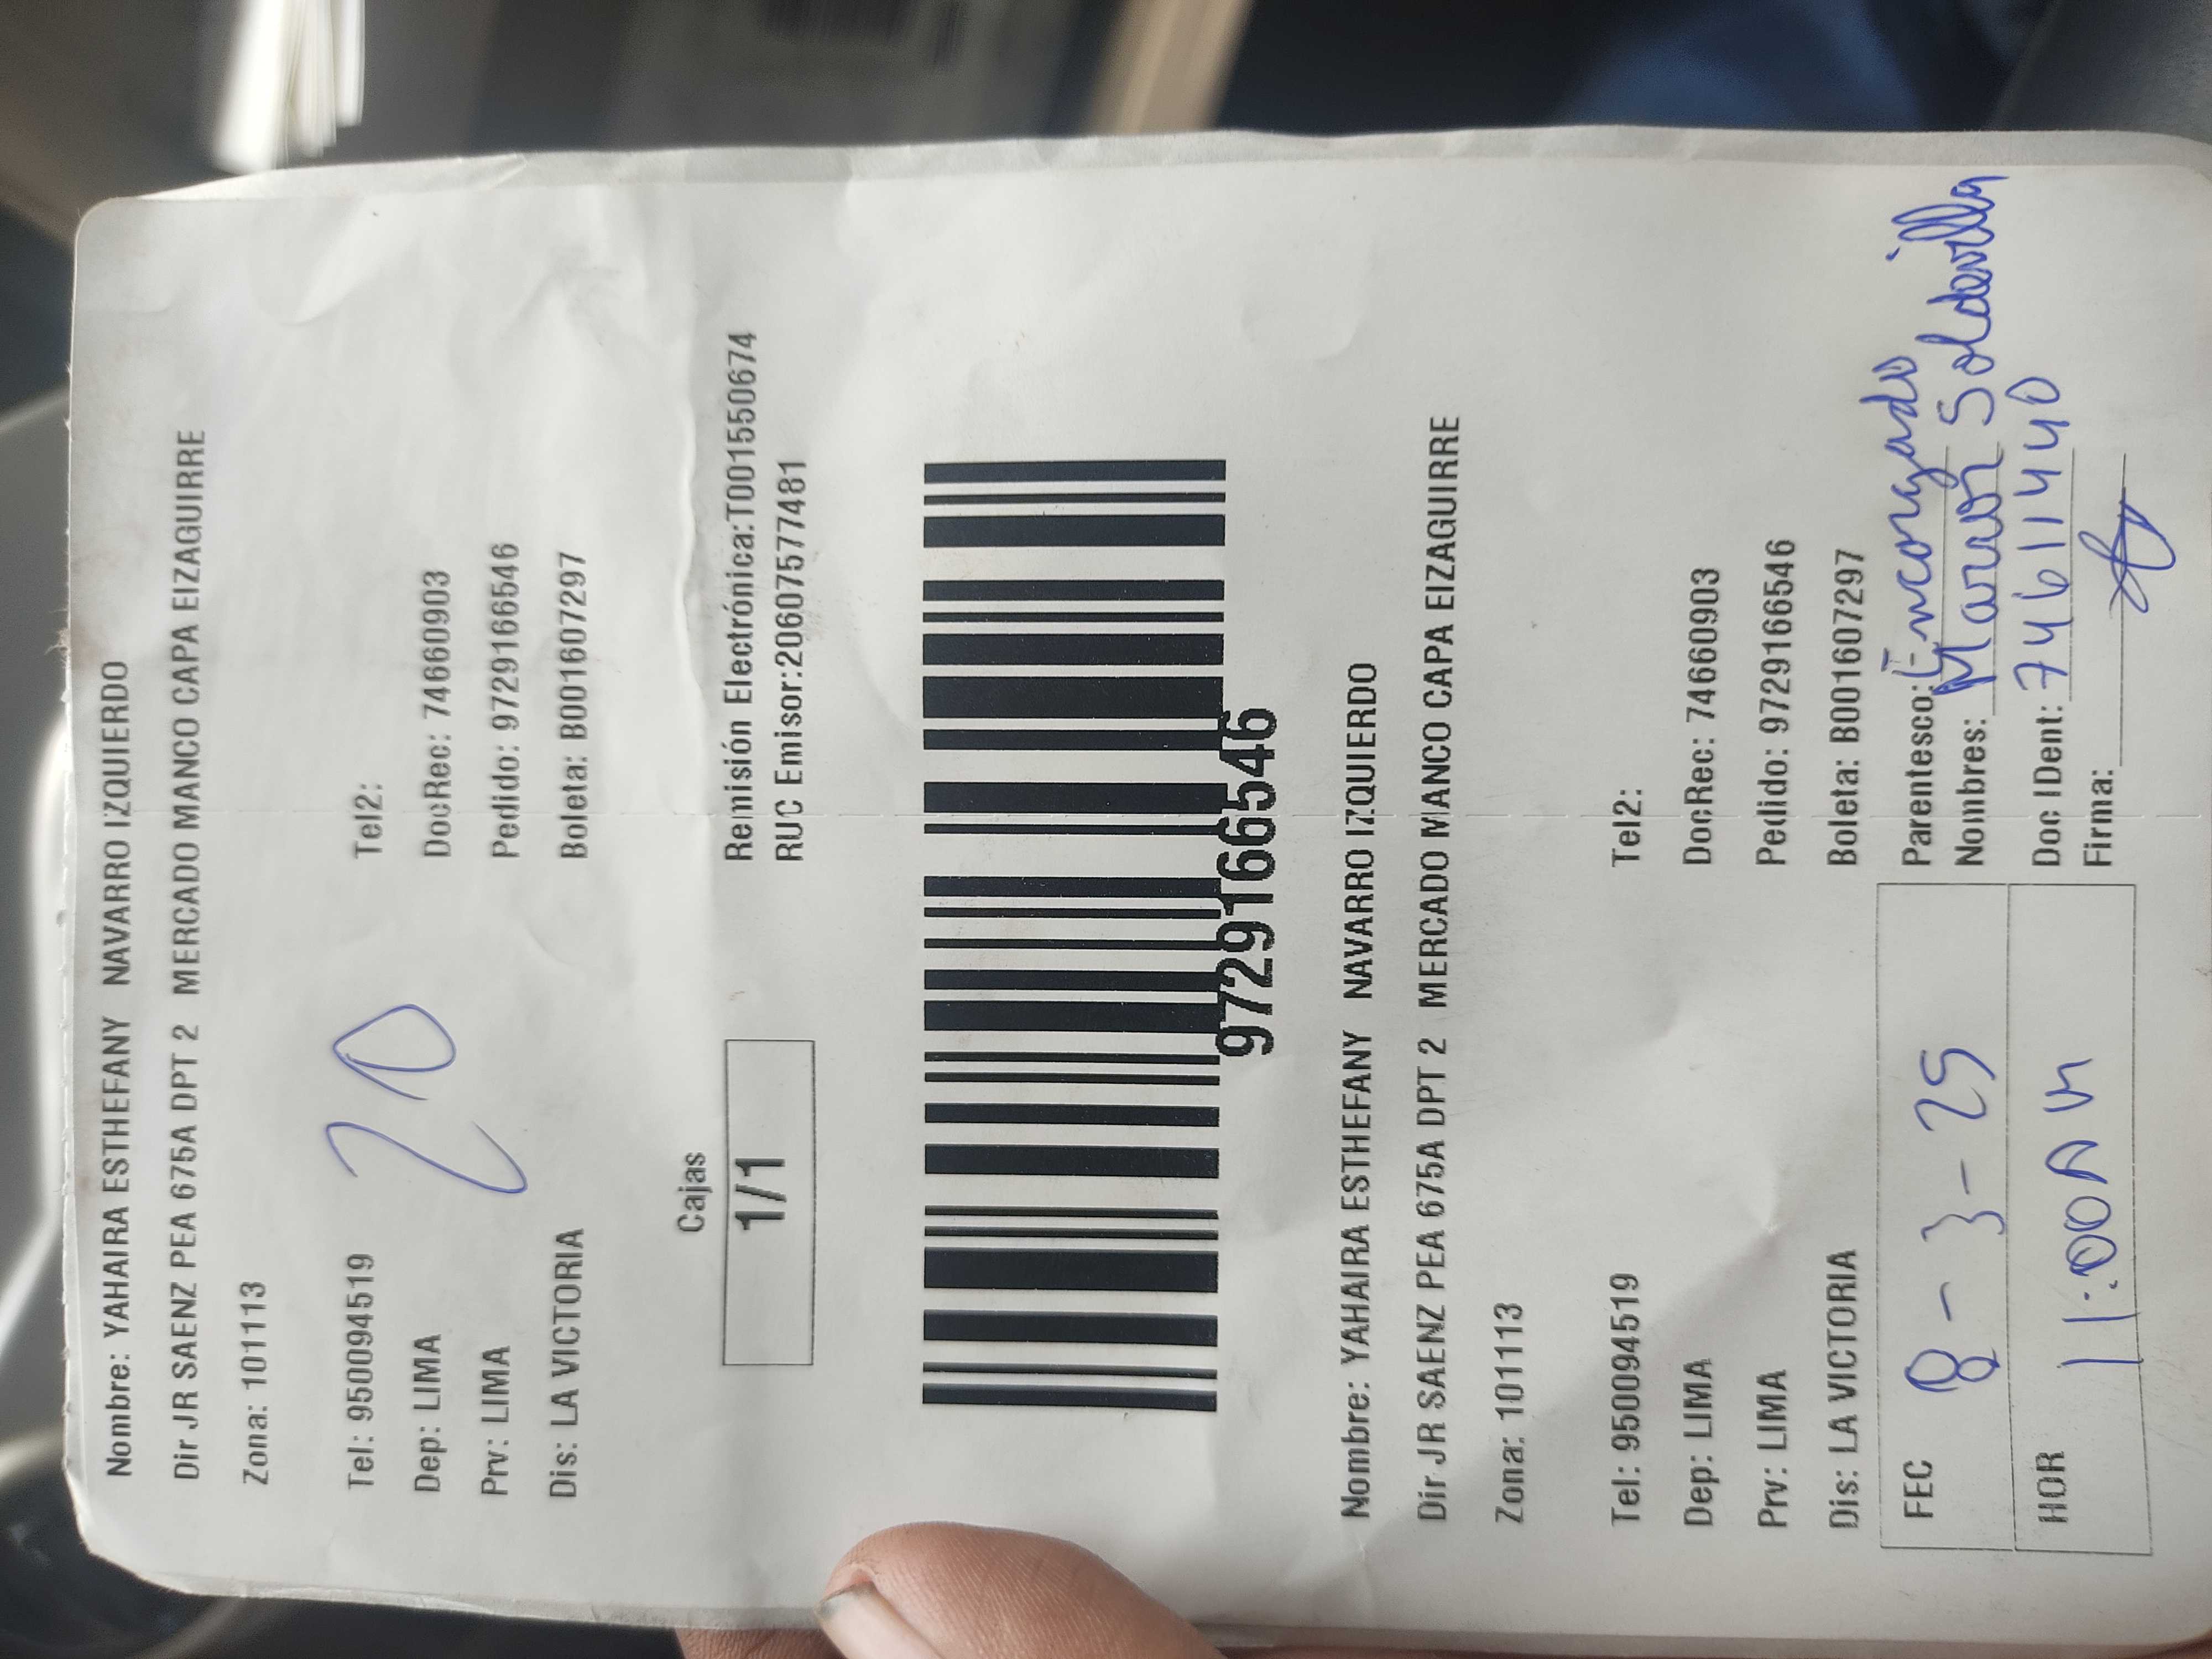 Nombre: YAHAIRA ESTHEFANY NAVARRO IZQUIERDO
Dir JR SAENZ PEA 675A DPT 2 MERCADO MANCO CAPA EIZAGUIRRE
Zona: 101113
20
Tel: 950094519 Tel2:
Dep: LIMA DocRec: 74660903
Prv: LIMA Pedido: 9729166546
Dis: LA VICTORIA Boleta: B001607297
Cajas
1/1
Remisión Electrónica:T001550674
RUC Emisor:20607577481
9729166546
Nombre: YAHAIRA ESTHEFANY NAVARRO IZQUIERDO
Dir JR SAENZ PEA 675A DPT 2 MERCADO MANCO CAPA EIZAGUIRRE
Zona: 101113
Tel: 950094519 Tel2:
Dep: LIMA DocRec: 74660903
Prv: LIMA Pedido: 9729166546
Dis: LA VICTORIA Boleta: B001607297
FEC 8 - 3 - 25
HOR 11:00AM
Parentesco: Encargado
Nombres: Soldevilla
Doc IDent: 74611440
Firma: